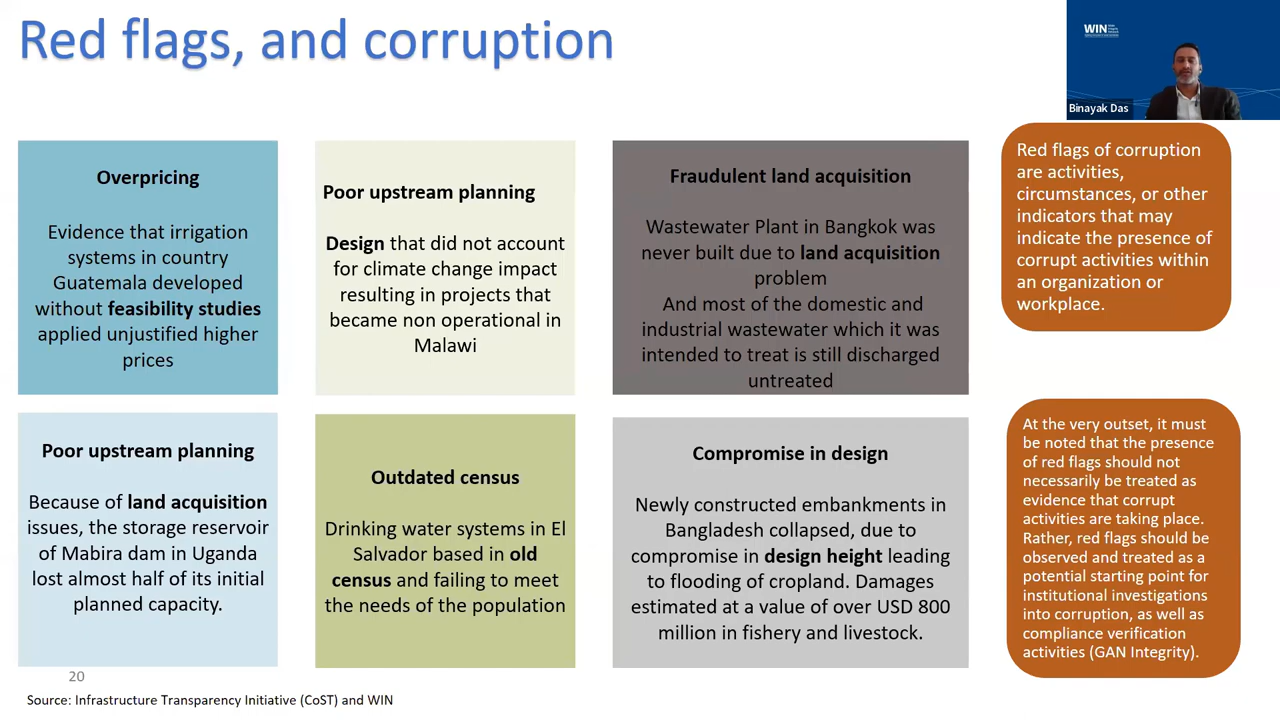 Red flags, and corruption
WIN
Binayak Das
Overpricing
Evidence that irrigation
systems in country
Guatemala developed
without feasibility studies
applied unjustified higher
prices
Poor upstream planning
Design that did not account
for climate change impact
resulting in projects that
became non operational in
Malawi
Fraudulent land acquisition
Wastewater Plant in Bangkok was
never built due to land acquisition
problem
And most of the domestic and
industrial wastewater which it was
intended to treat is still discharged
untreated
Red flags of corruption
are activities,
circumstances, or other
indicators that may
indicate the presence of
corrupt activities within
an organization or
workplace.
Poor upstream planning
Because of land acquisition
issues, the storage reservoir
of Mabira dam in Uganda
lost almost half of its initial
planned capacity.
Outdated census
Drinking water systems in El
Salvador based in old
census and failing to meet
the needs of the population
Compromise in design
Newly constructed embankments in
Bangladesh collapsed, due to
compromise in design height leading
to flooding of cropland. Damages
estimated at a value of over USD 800
million in fishery and livestock.
At the very outset, it must
be noted that the presence
of red flags should not
necessarily be treated as
evidence that corrupt
activities are taking place.
Rather, red flags should be
observed and treated as a
potential starting point for
institutional investigations
into corruption, as well as
compliance verification
activities (GAN Integrity).
20
Source: Infrastructure Transparency Initiative (CoST) and WIN